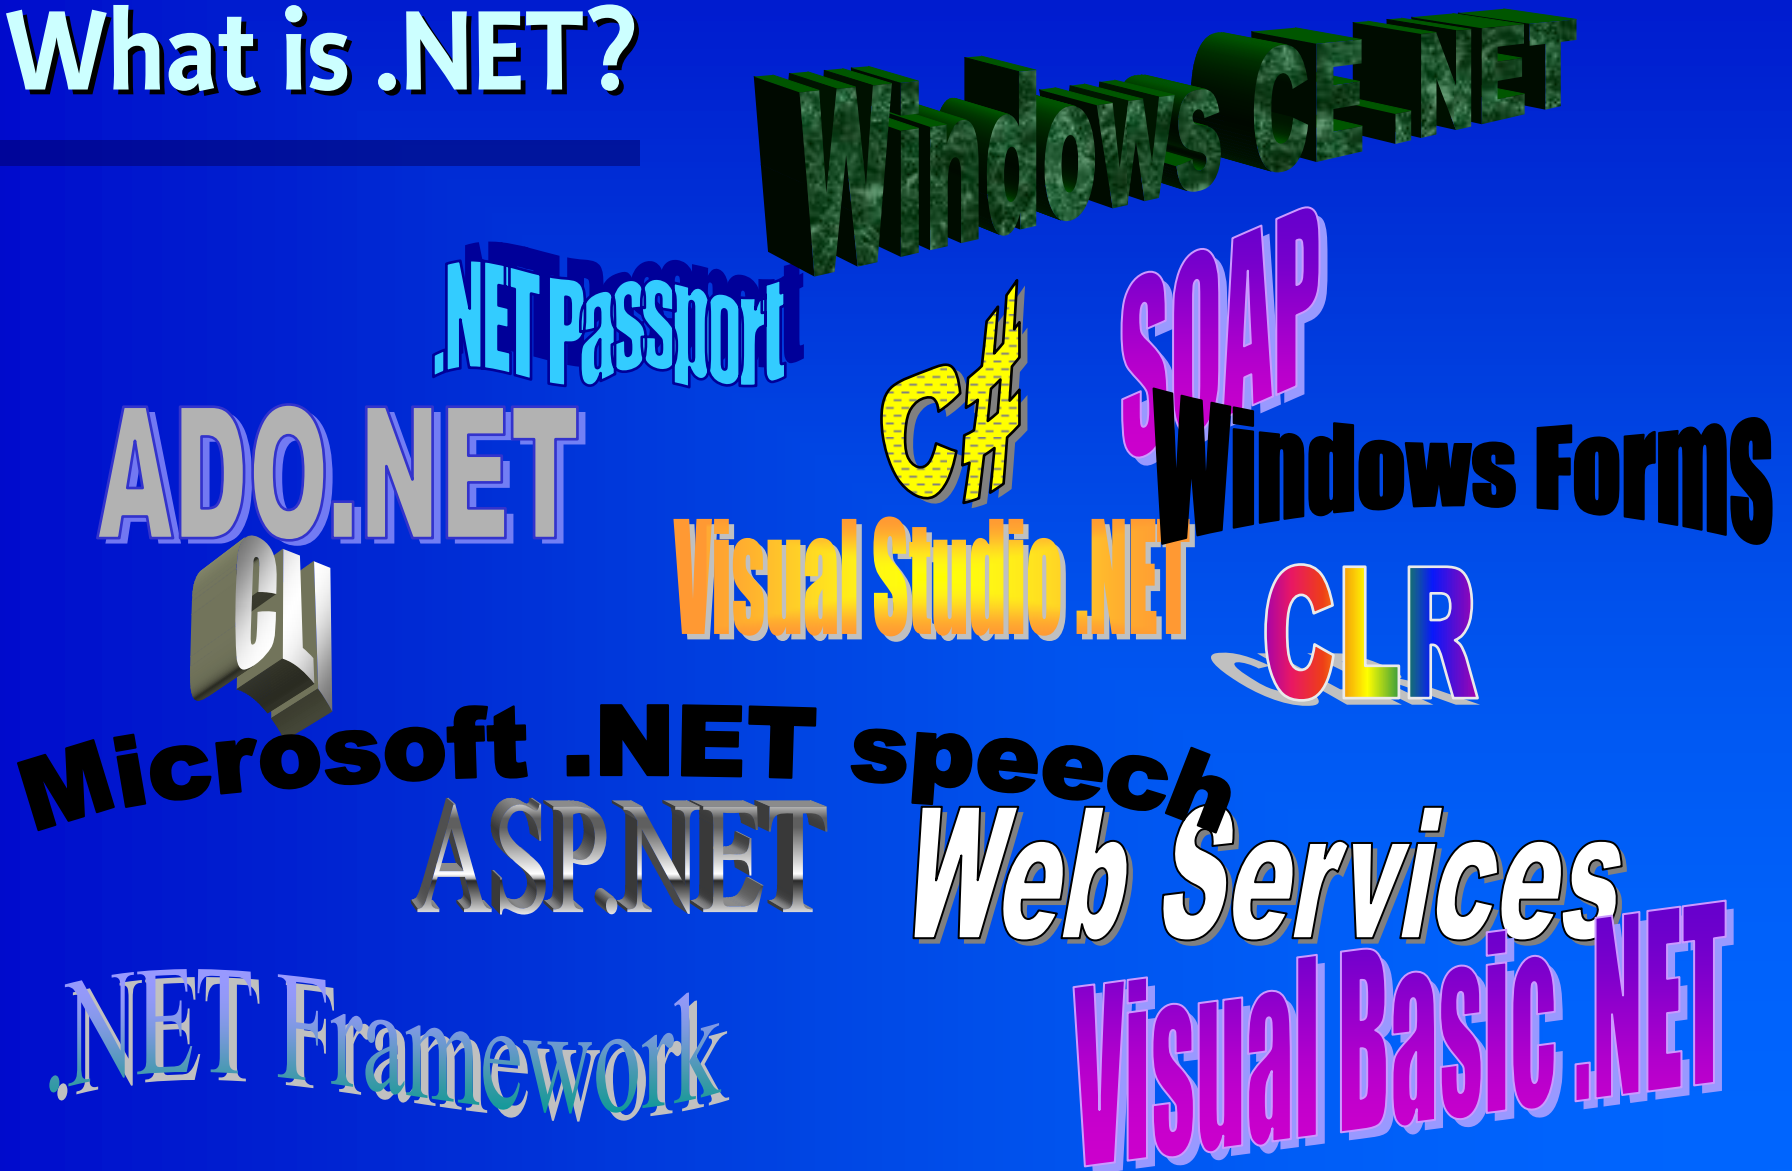 What is .NET?
Windows CE .NET
.NET Passport
SOAP
C#
ADO.NET
Windows Forms
Visual Studio .NET
CLI
CLR
Microsoft .NET speech
ASP.NET
Web Services
.NET Framework
Visual Basic .NET